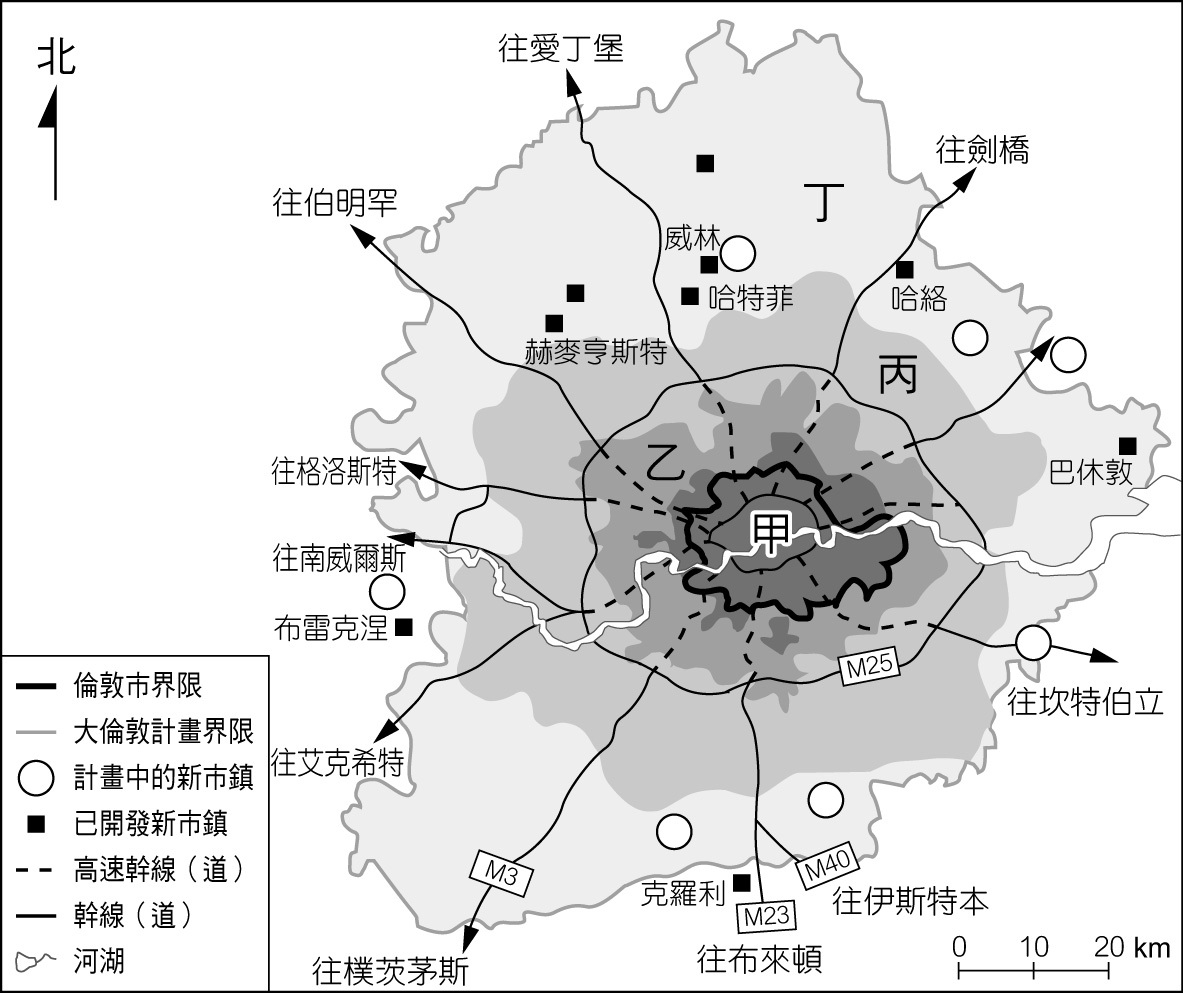 北
往愛丁堡
往劍橋
丁
往伯明罕
威林
哈特菲
哈絡
赫麥亨斯特
丙
乙
往格洛斯特
巴休敦
甲
往南威爾斯
布雷克涅
M25
往坎特伯立
往艾克希特
M3
克羅利
M40
M23
往伊斯特本
往布來頓
往樸茨茅斯
倫敦市界限
大倫敦計畫界限
計畫中的新市鎮
已開發新市鎮
高速幹線（道）
幹線（道）
河湖
0 10 20 km